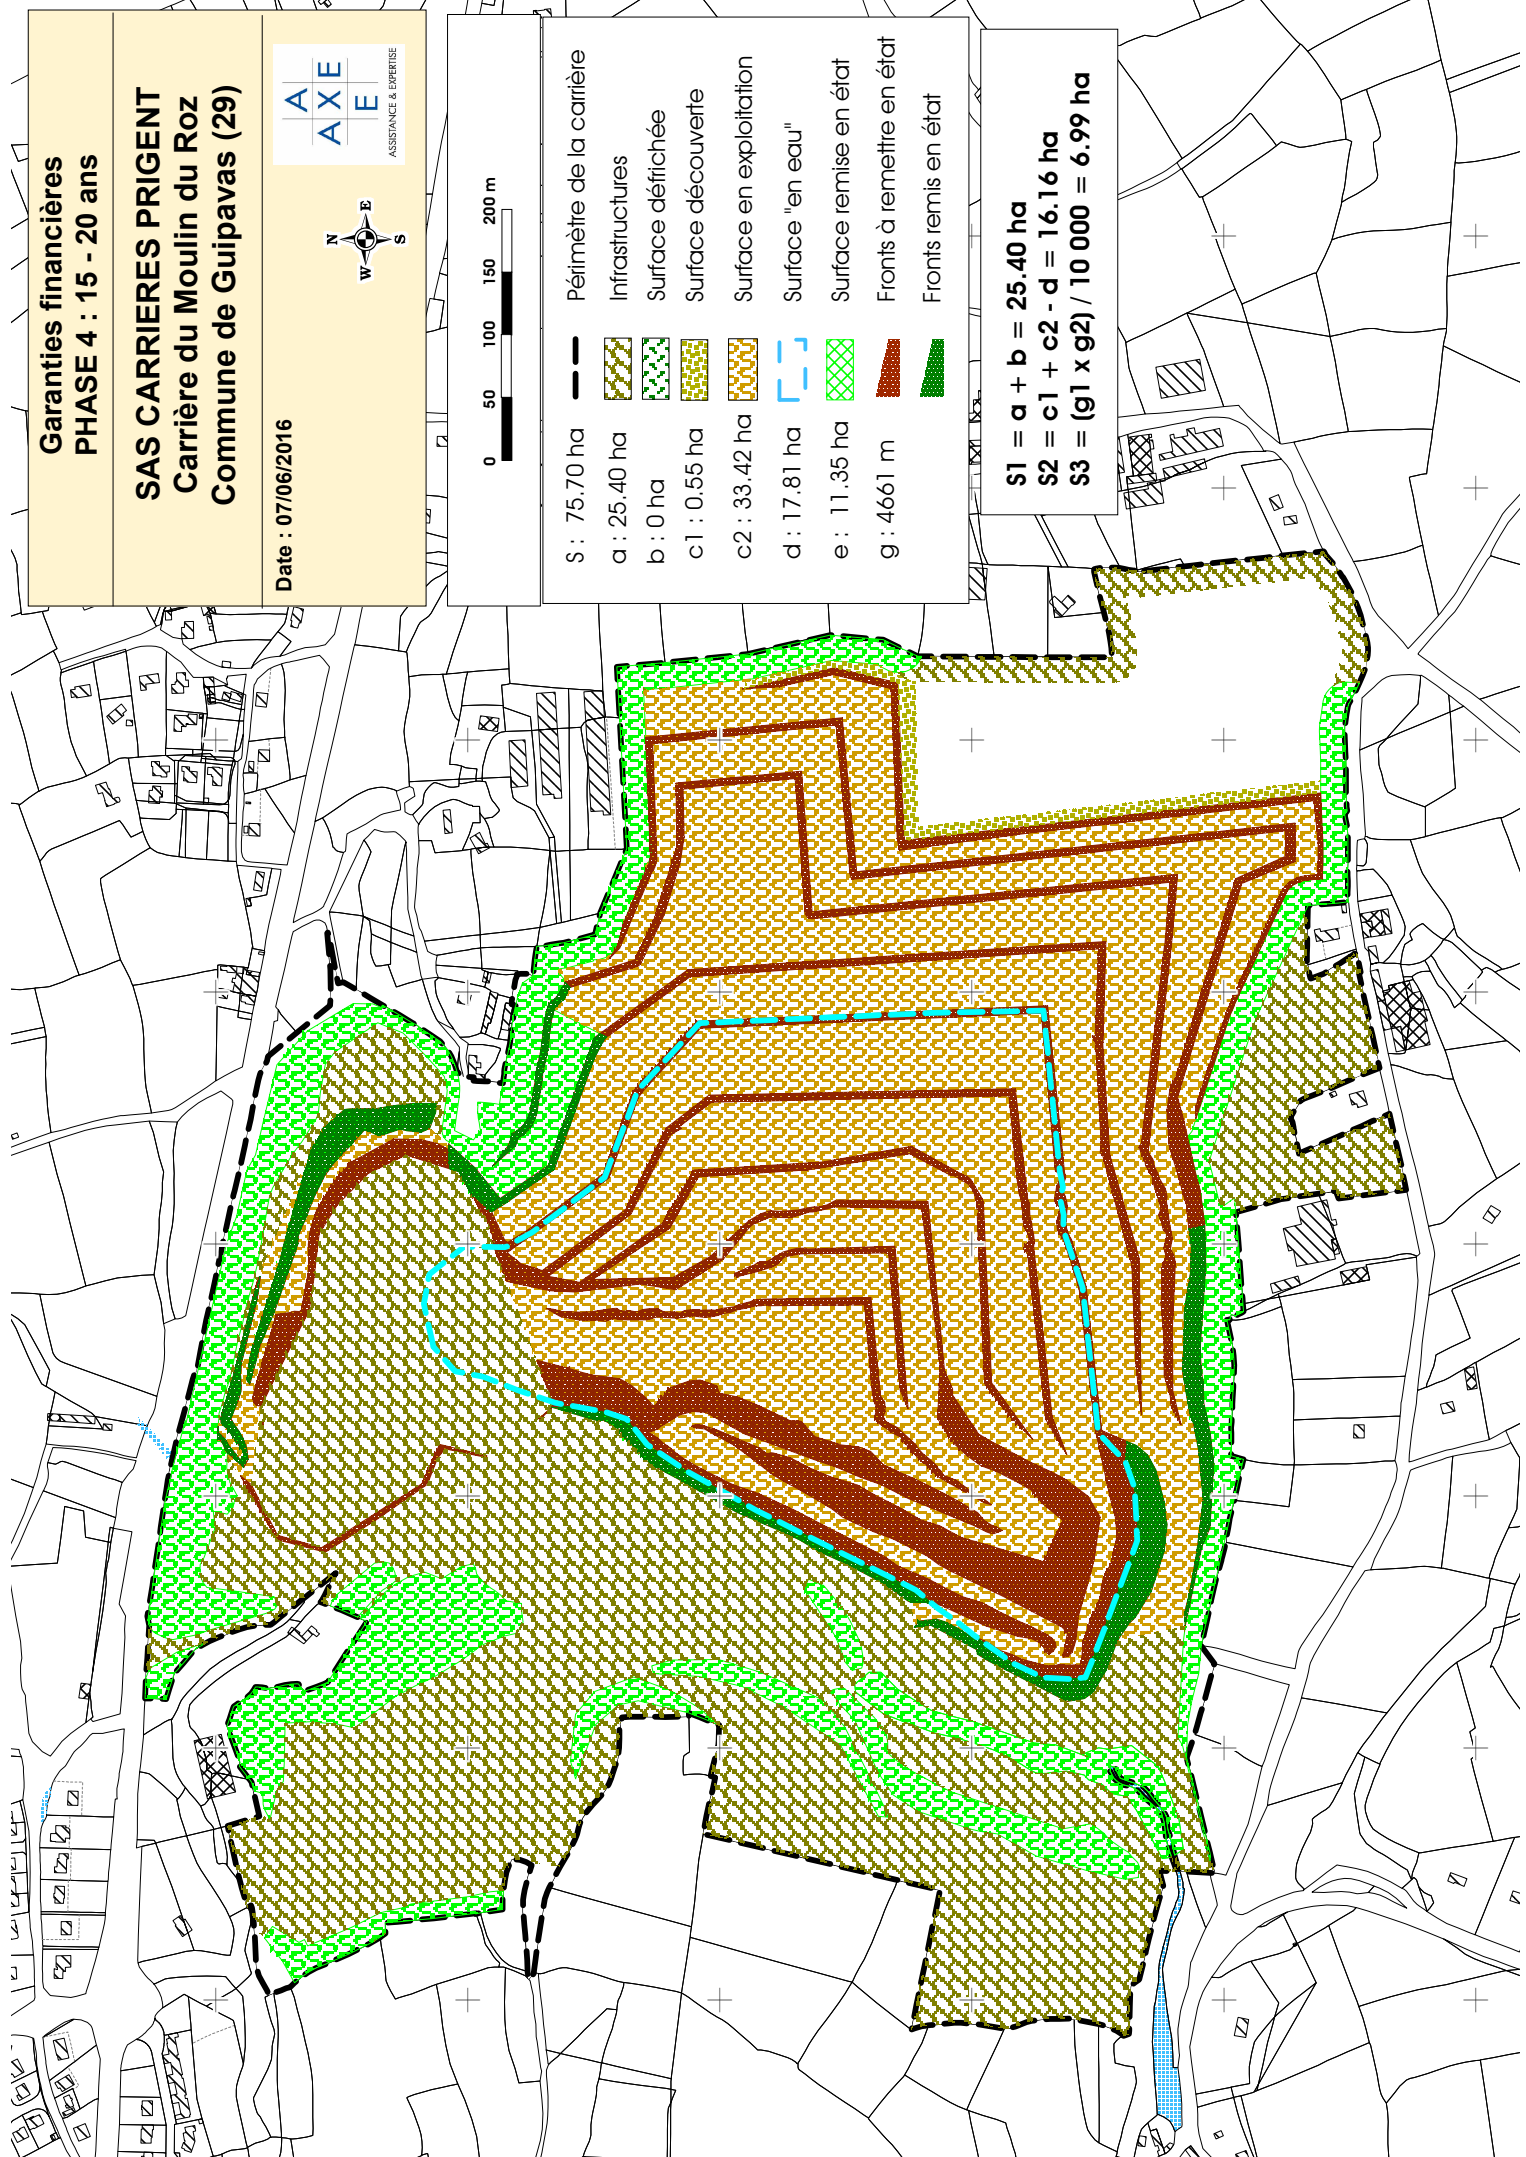 Garanties financières
PHASE 4 : 15 - 20 ans
SAS CARRIERES PRIGENT
Carrière du Moulin du Roz
Commune de Guipavas (29)
Date : 07/06/2016
N
W E
S
A
A X E
E
ASSISTANCE & EXPERTISE
0 50 100 150 200 m
S : 75.70 ha Périmètre de la carrière
a : 25.40 ha Infrastructures
b : 0 ha Surface défrichée
c1 : 0.55 ha Surface découverte
c2 : 33.42 ha Surface en exploitation
d : 17.81 ha Surface "en eau"
e : 11.35 ha Surface remise en état
g : 4661 m Fronts à remettre en état
Fronts remis en état
S1 = a + b = 25.40 ha
S2 = c1 + c2 - d = 16.16 ha
S3 = (g1 x g2) / 10 000 = 6.99 ha